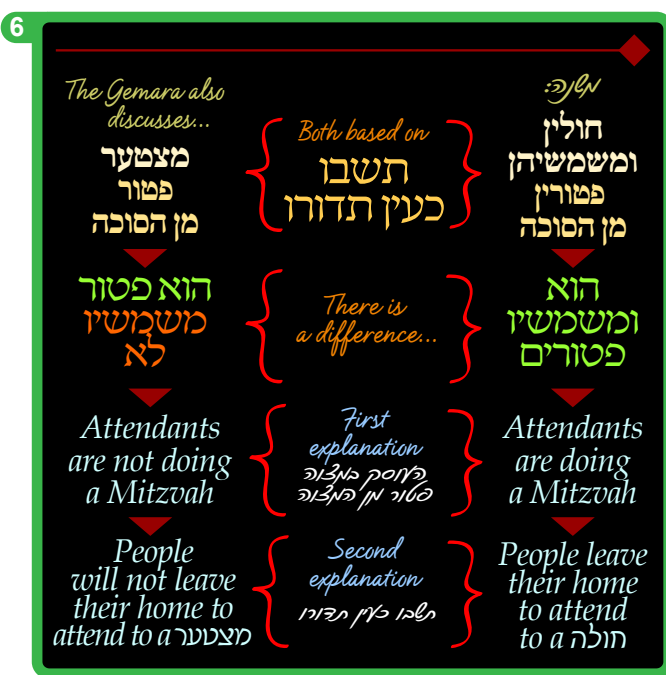 6
משנה:
חולין
ומשמשיהן
פטורין
מן הסוכה
Both based on
תשבו
כעין תדורו
The Gemara also
discusses...
מצטער
פטור
מן הסוכה
הוא
ומשמשיו
פטורים
There is
a difference...
הוא פטור
משמשיו
לא
Attendants
are doing
a Mitzvah
First
explanation
העוסק במצוה
פטור מן המצוה
Attendants
are not doing
a Mitzvah
People leave
their home
to attend
to a חולה
Second
explanation
תשבו כעין תדורו
People
will not leave
their home to
attend to a מצטער